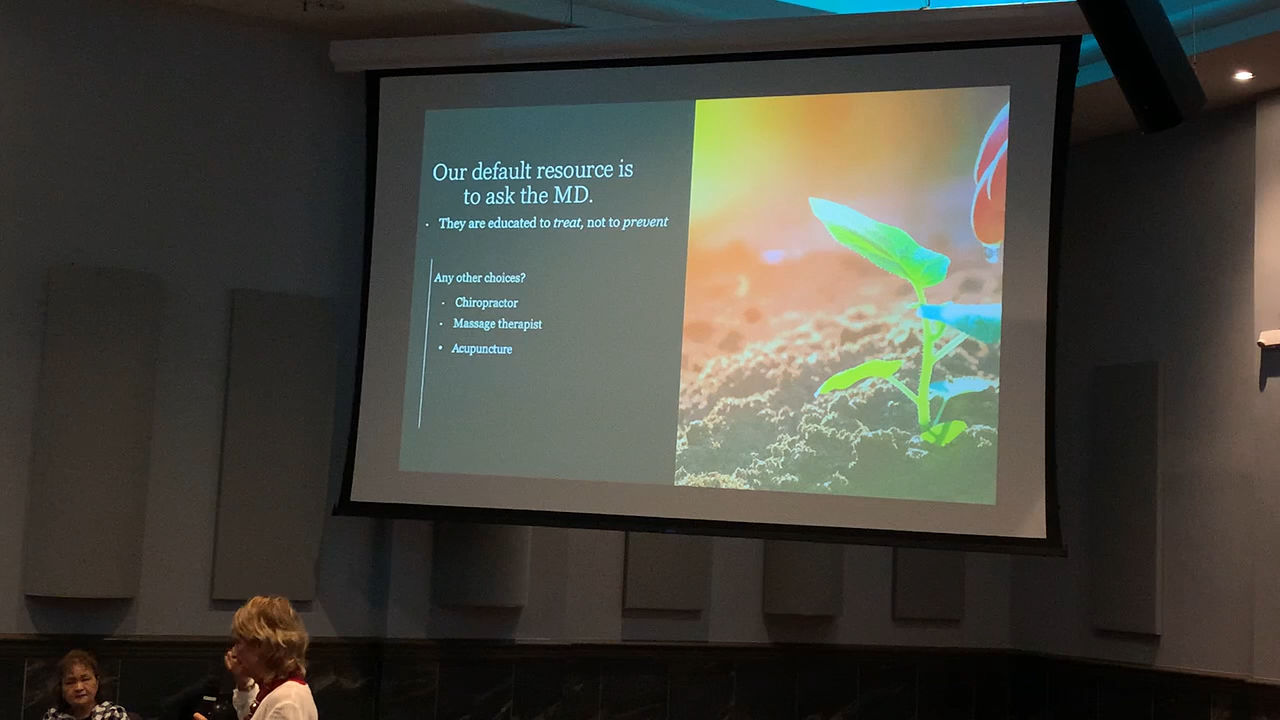 Our default resource is
to ask the MD.
· They are educated to treat, not to prevent
Any other choices?
· Chiropractor
· Massage therapist
• Acupuncture